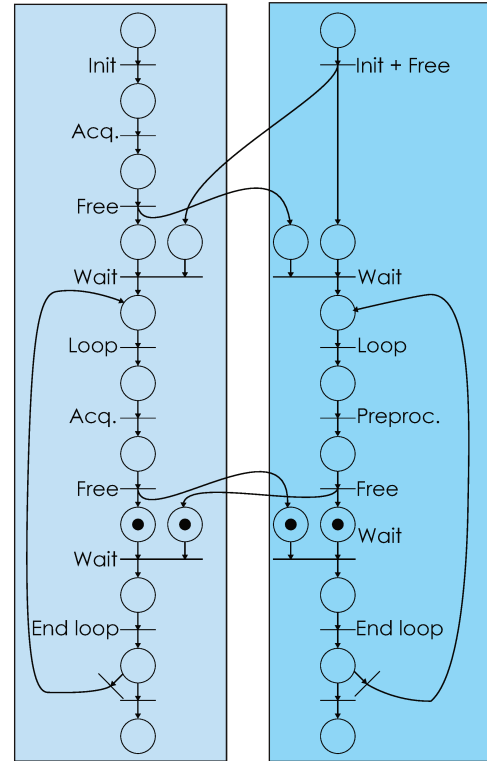 Init
Acq.
Free
Wait
Loop
Acq.
Free
Wait
End loop
Init + Free
Wait
Loop
Preproc.
Free
Wait
End loop